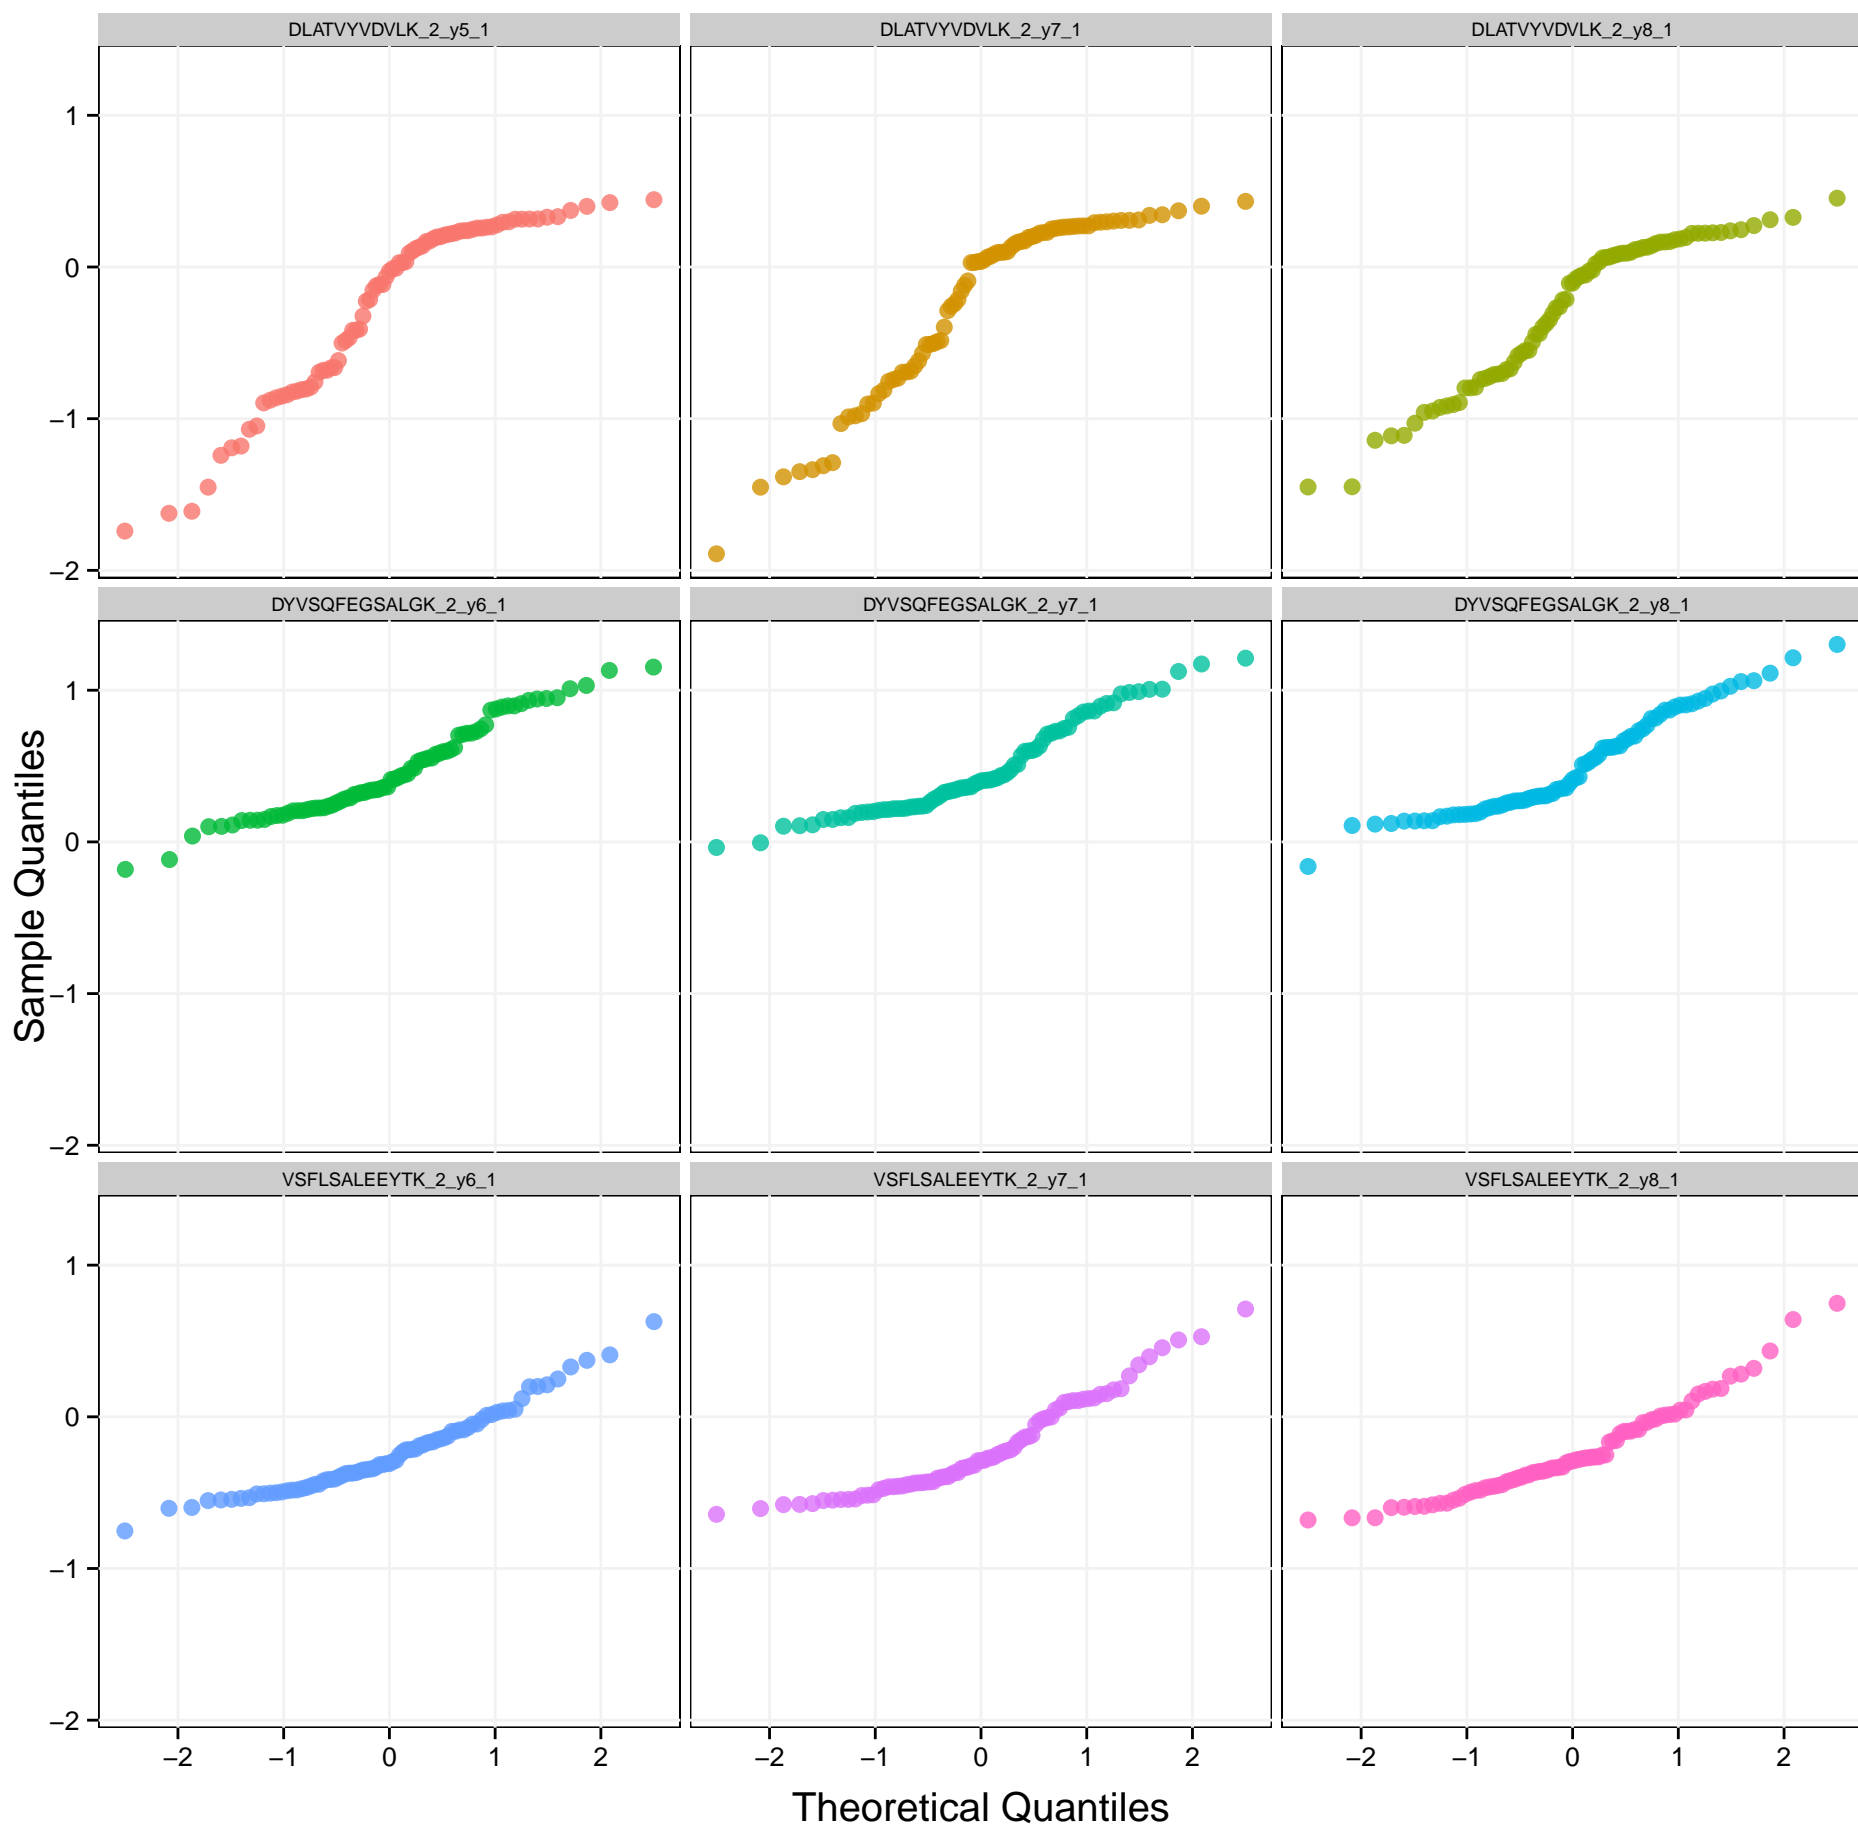 DLATVYVDVLK_2_y5_1 DLATVYVDVLK_2_y7_1 DLATVYVDVLK_2_y8_1
1
0
−1
−2
DYVSQFEGSALGK_2_y6_1 DYVSQFEGSALGK_2_y7_1 DYVSQFEGSALGK_2_y8_1
1
0
−1
−2
Sample Quantiles
VSFLSALEEYTK_2_y6_1 VSFLSALEEYTK_2_y7_1 VSFLSALEEYTK_2_y8_1
1
0
−1
−2
−2 −1 0 1 2 −2 −1 0 1 2 −2 −1 0 1 2
Theoretical Quantiles